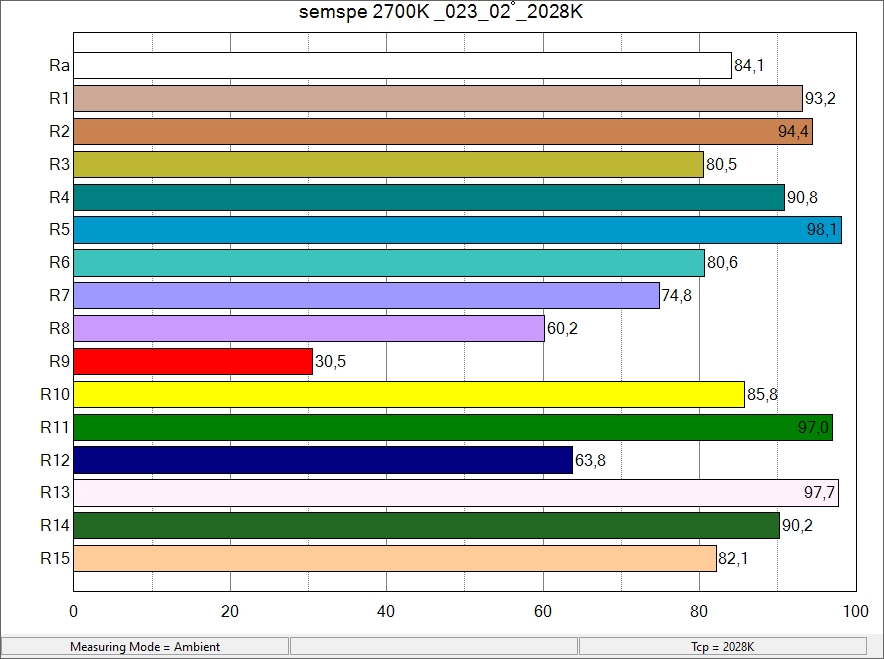 semspe 2700K _023_02°_2028K
Ra 84,1
R1 93,2
R2 94,4
R3 80,5
R4 90,8
R5 98,1
R6 80,6
R7 74,8
R8 60,2
R9 30,5
R10 85,8
R11 97,0
R12 63,8
R13 97,7
R14 90,2
R15 82,1
0 20 40 60 80 100
Measuring Mode = Ambient Tcp = 2028K